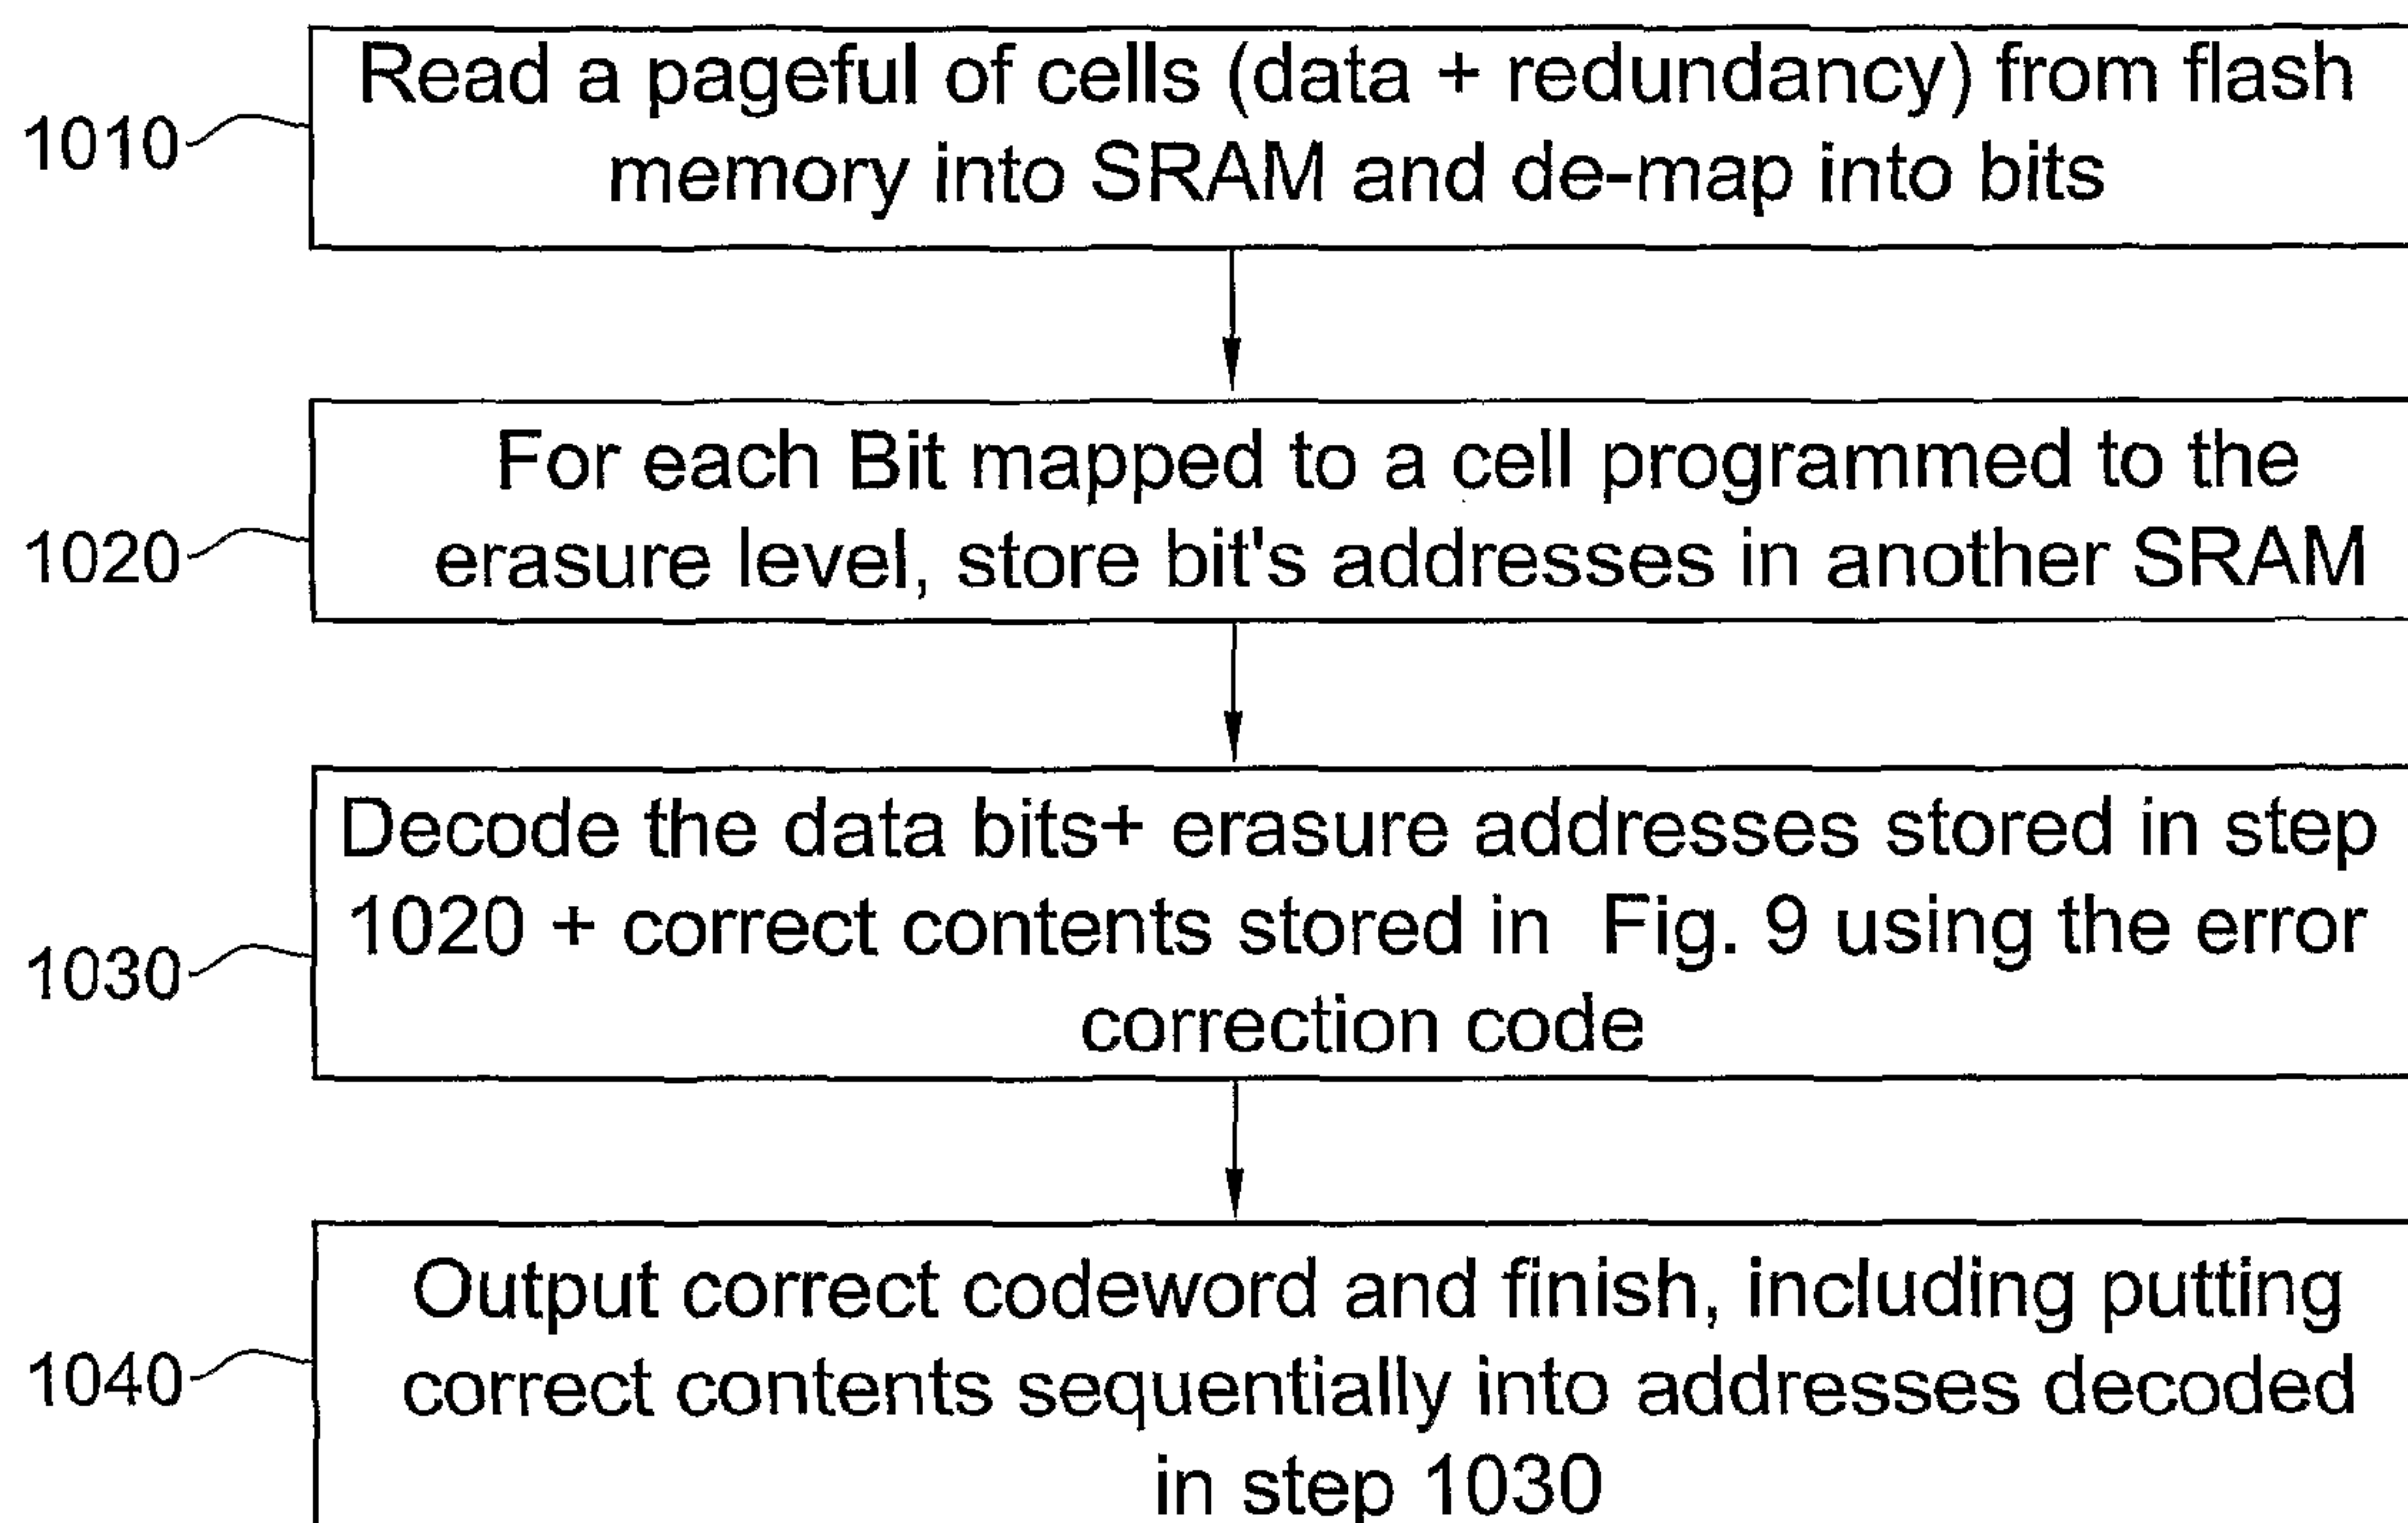 Read a pageful of cells (data + redundancy) from flash
1010
memory into SRAM and de-map into bits
For each Bit mapped to a cell programmed to the
1020
erasure level, store bit's addresses in another SRAM
Decode the data bits+ erasure addresses stored in step
1020 + correct contents stored in Fig. 9 using the error
1030
correction code
Output correct codeword and finish, including putting
1040
correct contents sequentially into addresses decoded
in step 1030